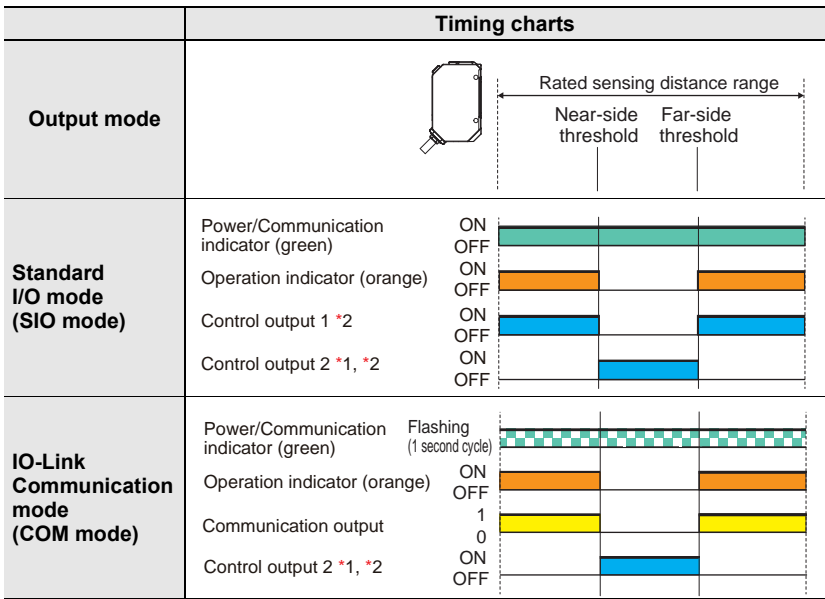 Timing charts
Output mode
Rated sensing distance range
Near-side
threshold
Far-side
threshold
Standard
I/O mode
(SIO mode)
Power/Communication
indicator (green)
ON
OFF
Operation indicator (orange)
ON
OFF
Control output 1 *2
ON
OFF
Control output 2 *1, *2
ON
OFF
IO-Link
Communication
mode
(COM mode)
Power/Communication
indicator (green)
Flashing
(1 second cycle)
Operation indicator (orange)
ON
OFF
Communication output
1
0
Control output 2 *1, *2
ON
OFF